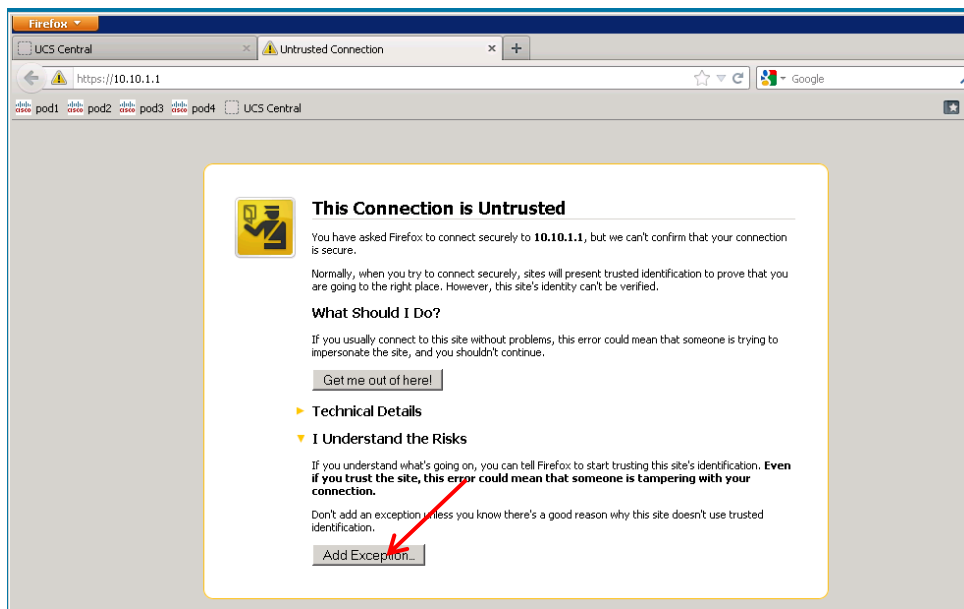 Firefox
UCS Central
Untrusted Connection
https://10.10.1.1
Google
cisco pod1 cisco pod2 cisco pod3 cisco pod4 UCS Central
This Connection is Untrusted
You have asked Firefox to connect securely to 10.10.1.1, but we can't confirm that your connection
is secure.
Normally, when you try to connect securely, sites will present trusted identification to prove that you
are going to the right place. However, this site's identity can't be verified.
What Should I Do?
If you usually connect to this site without problems, this error could mean that someone is trying to
impersonate the site, and you shouldn't continue.
Get me out of here!
Technical Details
I Understand the Risks
If you understand what's going on, you can tell Firefox to start trusting this site's identification. Even
if you trust the site, this error could mean that someone is tampering with your
connection.
Don't add an exception unless you know there's a good reason why this site doesn't use trusted
identification.
Add Exception...